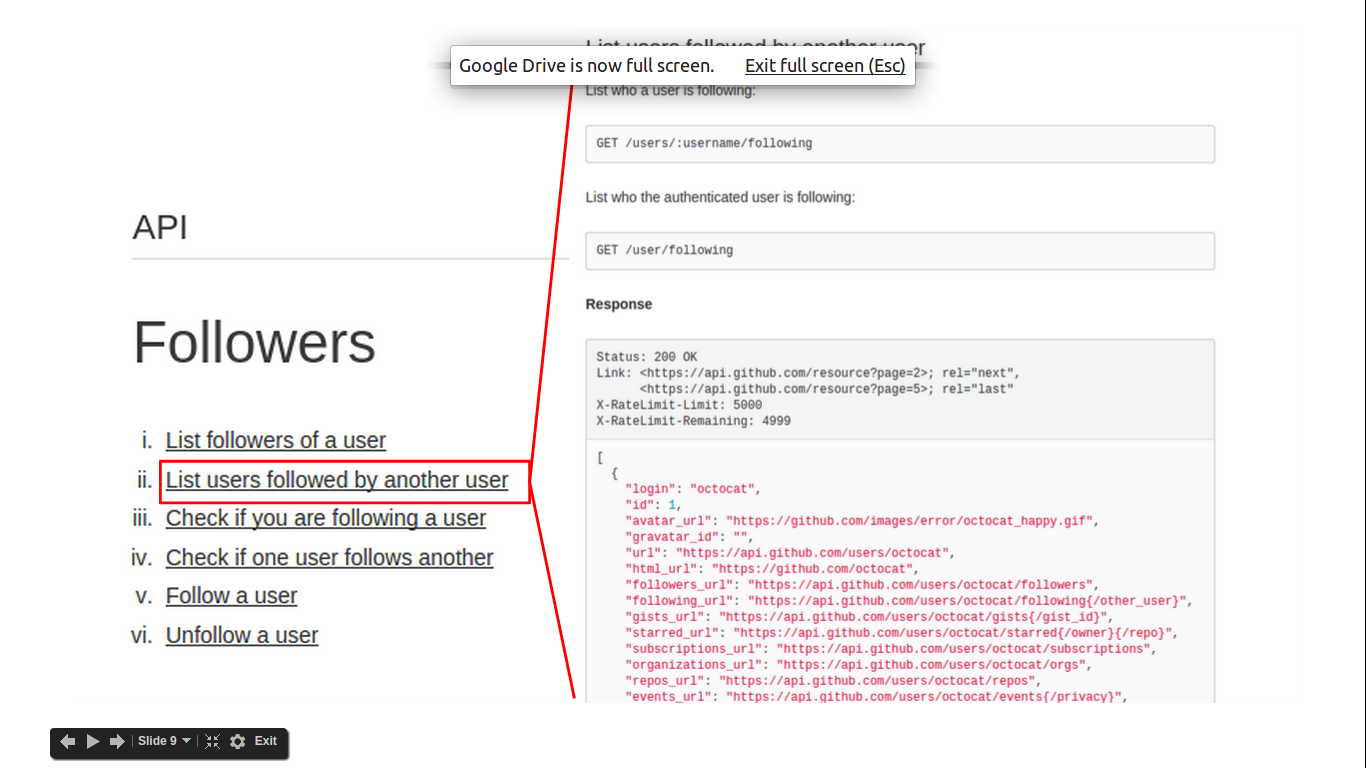 List users followed by another user
Google Drive is now full screen. Exit full screen (Esc)
List who a user is following:
GET /users/:username/following
List who the authenticated user is following:
GET /user/following
Response
Status: 200 OK
Link: <https://api.github.com/resource?page=2>; rel="next",
<https://api.github.com/resource?page=5>; rel="last"
X-RateLimit-Limit: 5000
X-RateLimit-Remaining: 4999
[
{
"login": "octocat",
"id": 1,
"avatar_url": "https://github.com/images/error/octocat_happy.gif",
"gravatar_id": "",
"url": "https://api.github.com/users/octocat",
"html_url": "https://github.com/octocat",
"followers_url": "https://api.github.com/users/octocat/followers",
"following_url": "https://api.github.com/users/octocat/following{/other_user}",
"gists_url": "https://api.github.com/users/octocat/gists{/gist_id}",
"starred_url": "https://api.github.com/users/octocat/starred{/owner}{/repo}",
"subscriptions_url": "https://api.github.com/users/octocat/subscriptions",
"organizations_url": "https://api.github.com/users/octocat/orgs",
"repos_url": "https://api.github.com/users/octocat/repos",
"events_url": "https://api.github.com/users/octocat/events{/privacy}",
API
Followers
i. List followers of a user
ii. List users followed by another user
iii. Check if you are following a user
iv. Check if one user follows another
v. Follow a user
vi. Unfollow a user
Slide 9 Exit